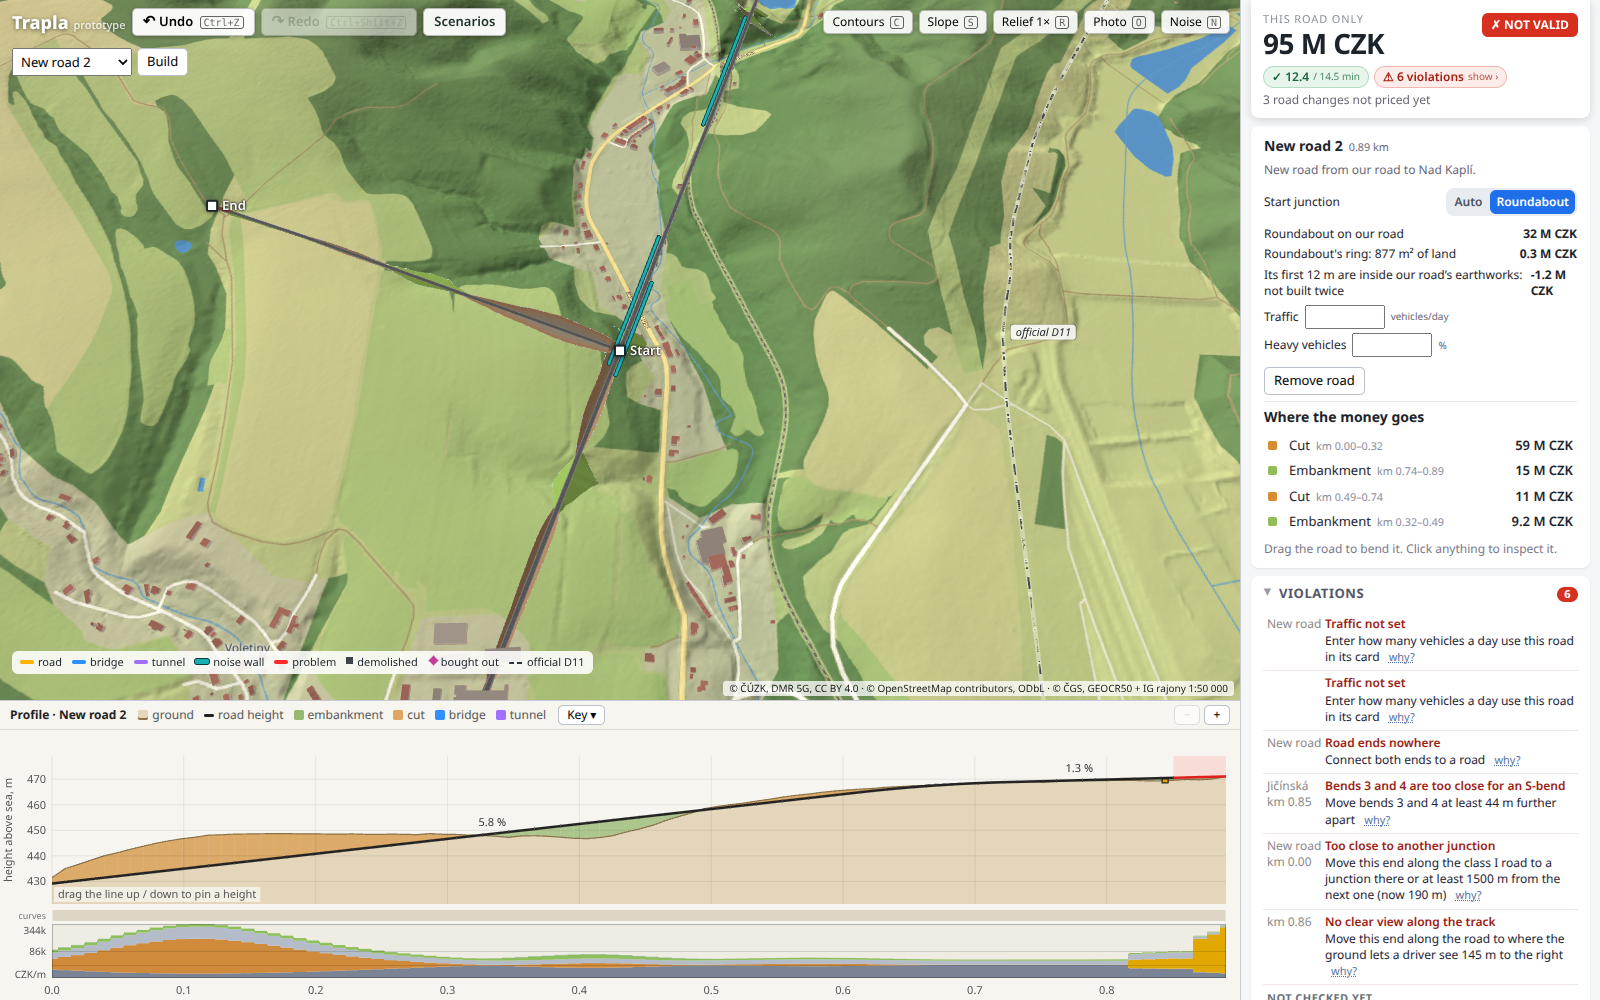 Trapla prototype
↶ Undo Ctrl+Z
↷ Redo Ctrl+Shift+Z
Scenarios
Contours C
Slope S
Relief 1× R
Photo O
Noise N
New road 2
Build
End
Start
official D11
Voletiny
road
bridge
tunnel
noise wall
problem
demolished
bought out
official D11
© ČÚZK, DMR 5G, CC BY 4.0 · © OpenStreetMap contributors, ODbL · © ČGS, GEOCR50 + IG rajony 1:50 000
Profile · New road 2
ground
road height
embankment
cut
bridge
tunnel
Key ▾
−
+
height above sea, m
470
460
450
440
430
5.8 %
1.3 %
drag the line up / down to pin a height
curves
344k
86k
CZK/m
0.0 0.1 0.2 0.3 0.4 0.5 0.6 0.7 0.8
THIS ROAD ONLY
95 M CZK
✗ NOT VALID
✓ 12.4 / 14.5 min
⚠ 6 violations show ›
3 road changes not priced yet
New road 2 0.89 km
New road from our road to Nad Kaplí.
Start junction Auto Roundabout
Roundabout on our road 32 M CZK
Roundabout's ring: 877 m² of land 0.3 M CZK
Its first 12 m are inside our road's earthworks: -1.2 M
not built twice CZK
Traffic vehicles/day
Heavy vehicles %
Remove road
Where the money goes
Cut km 0.00–0.32 59 M CZK
Embankment km 0.74–0.89 15 M CZK
Cut km 0.49–0.74 11 M CZK
Embankment km 0.32–0.49 9.2 M CZK
Drag the road to bend it. Click anything to inspect it.
▼ VIOLATIONS 6
New road Traffic not set
Enter how many vehicles a day use this road
in its card why?
Traffic not set
Enter how many vehicles a day use this road
in its card why?
New road Road ends nowhere
Connect both ends to a road why?
Jičínská Bends 3 and 4 are too close for an S-bend
km 0.85 Move bends 3 and 4 at least 44 m further
apart why?
New road Too close to another junction
km 0.00 Move this end along the class I road to a
junction there or at least 1500 m from the
next one (now 190 m) why?
km 0.86 No clear view along the track
Move this end along the road to where the
ground lets a driver see 145 m to the right
why?
NOT CHECKED YET